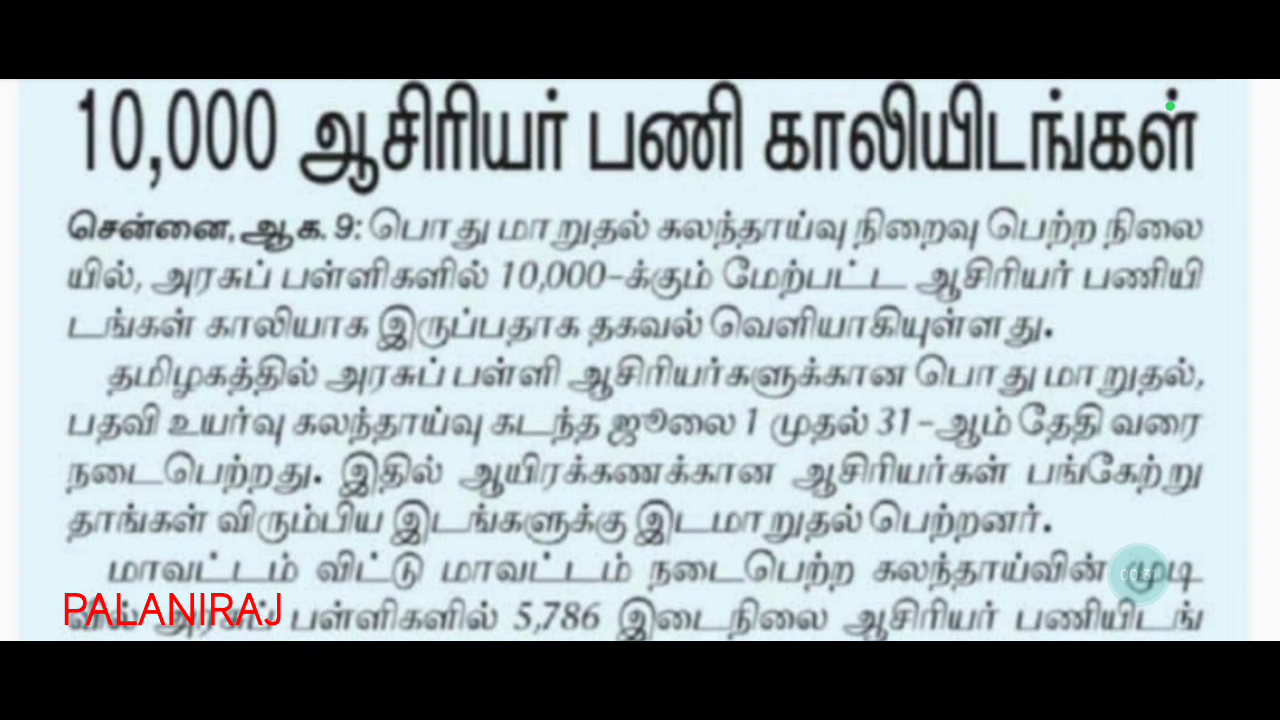 10,000 ஆசிரியர் பணி காலியிடங்கள்
சென்னை, ஆக. 9: பொது மாறுதல் கலந்தாய்வு நிறைவு பெற்ற நிலை
யில், அரசுப் பள்ளிகளில் 10,000-க்கும் மேற்பட்ட ஆசிரியர் பணியி
டங்கள் காலியாக இருப்பதாக தகவல் வெளியாகியுள்ளது.
தமிழகத்தில் அரசுப் பள்ளி ஆசிரியர்களுக்கான பொது மாறுதல்,
பதவி உயர்வு கலந்தாய்வு கடந்த ஜூலை 1 முதல் 31-ஆம் தேதி வரை
நடைபெற்றது. இதில் ஆயிரக்கணக்கான ஆசிரியர்கள் பங்கேற்று
தாங்கள் விரும்பிய இடங்களுக்கு இடமாறுதல் பெற்றனர்.
மாவட்டம் விட்டு மாவட்டம் நடைபெற்ற கலந்தாய்வின் முடி
வில் அரசுப் பள்ளிகளில் 5,786 இடைநிலை ஆசிரியர் பணியிடங்
PALANIRAJ
00:31